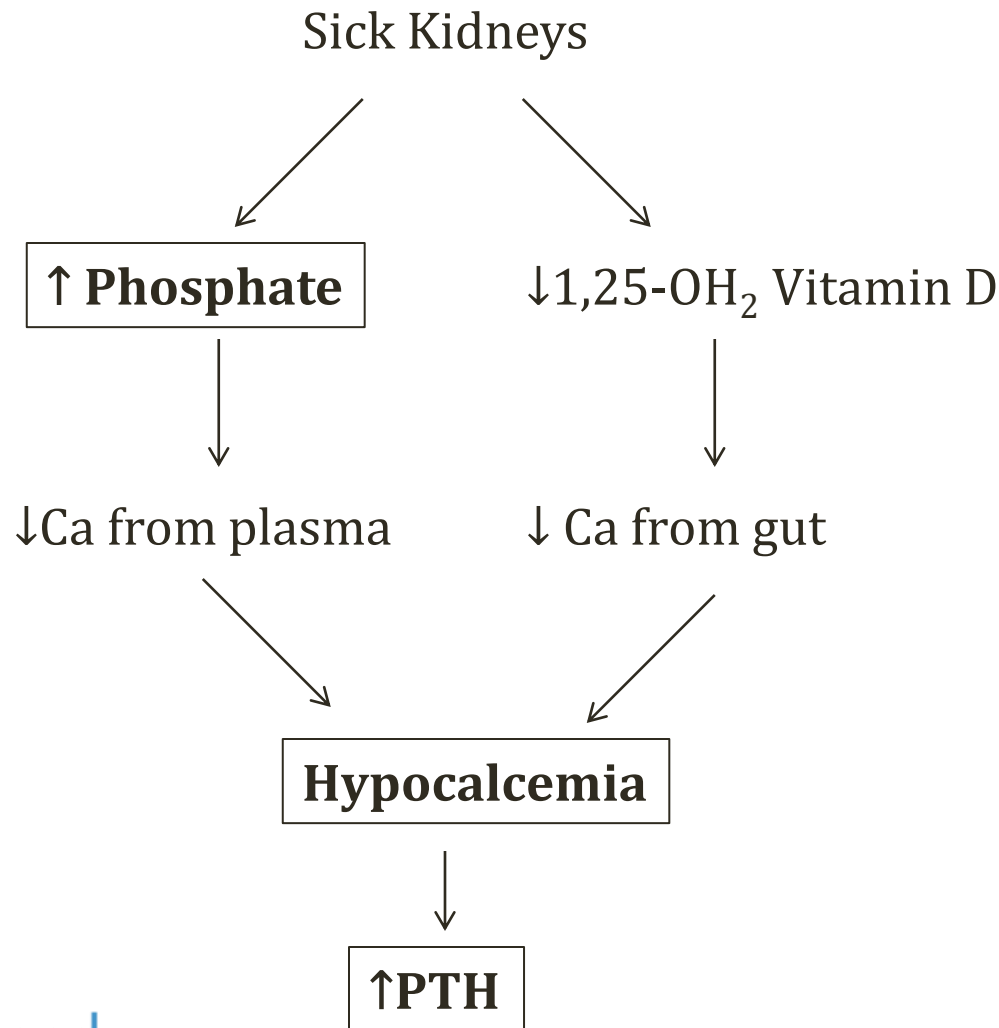 Sick Kidneys
↑ Phosphate
↓1,25-OH₂ Vitamin D
↓Ca from plasma
↓ Ca from gut
Hypocalcemia
↑PTH